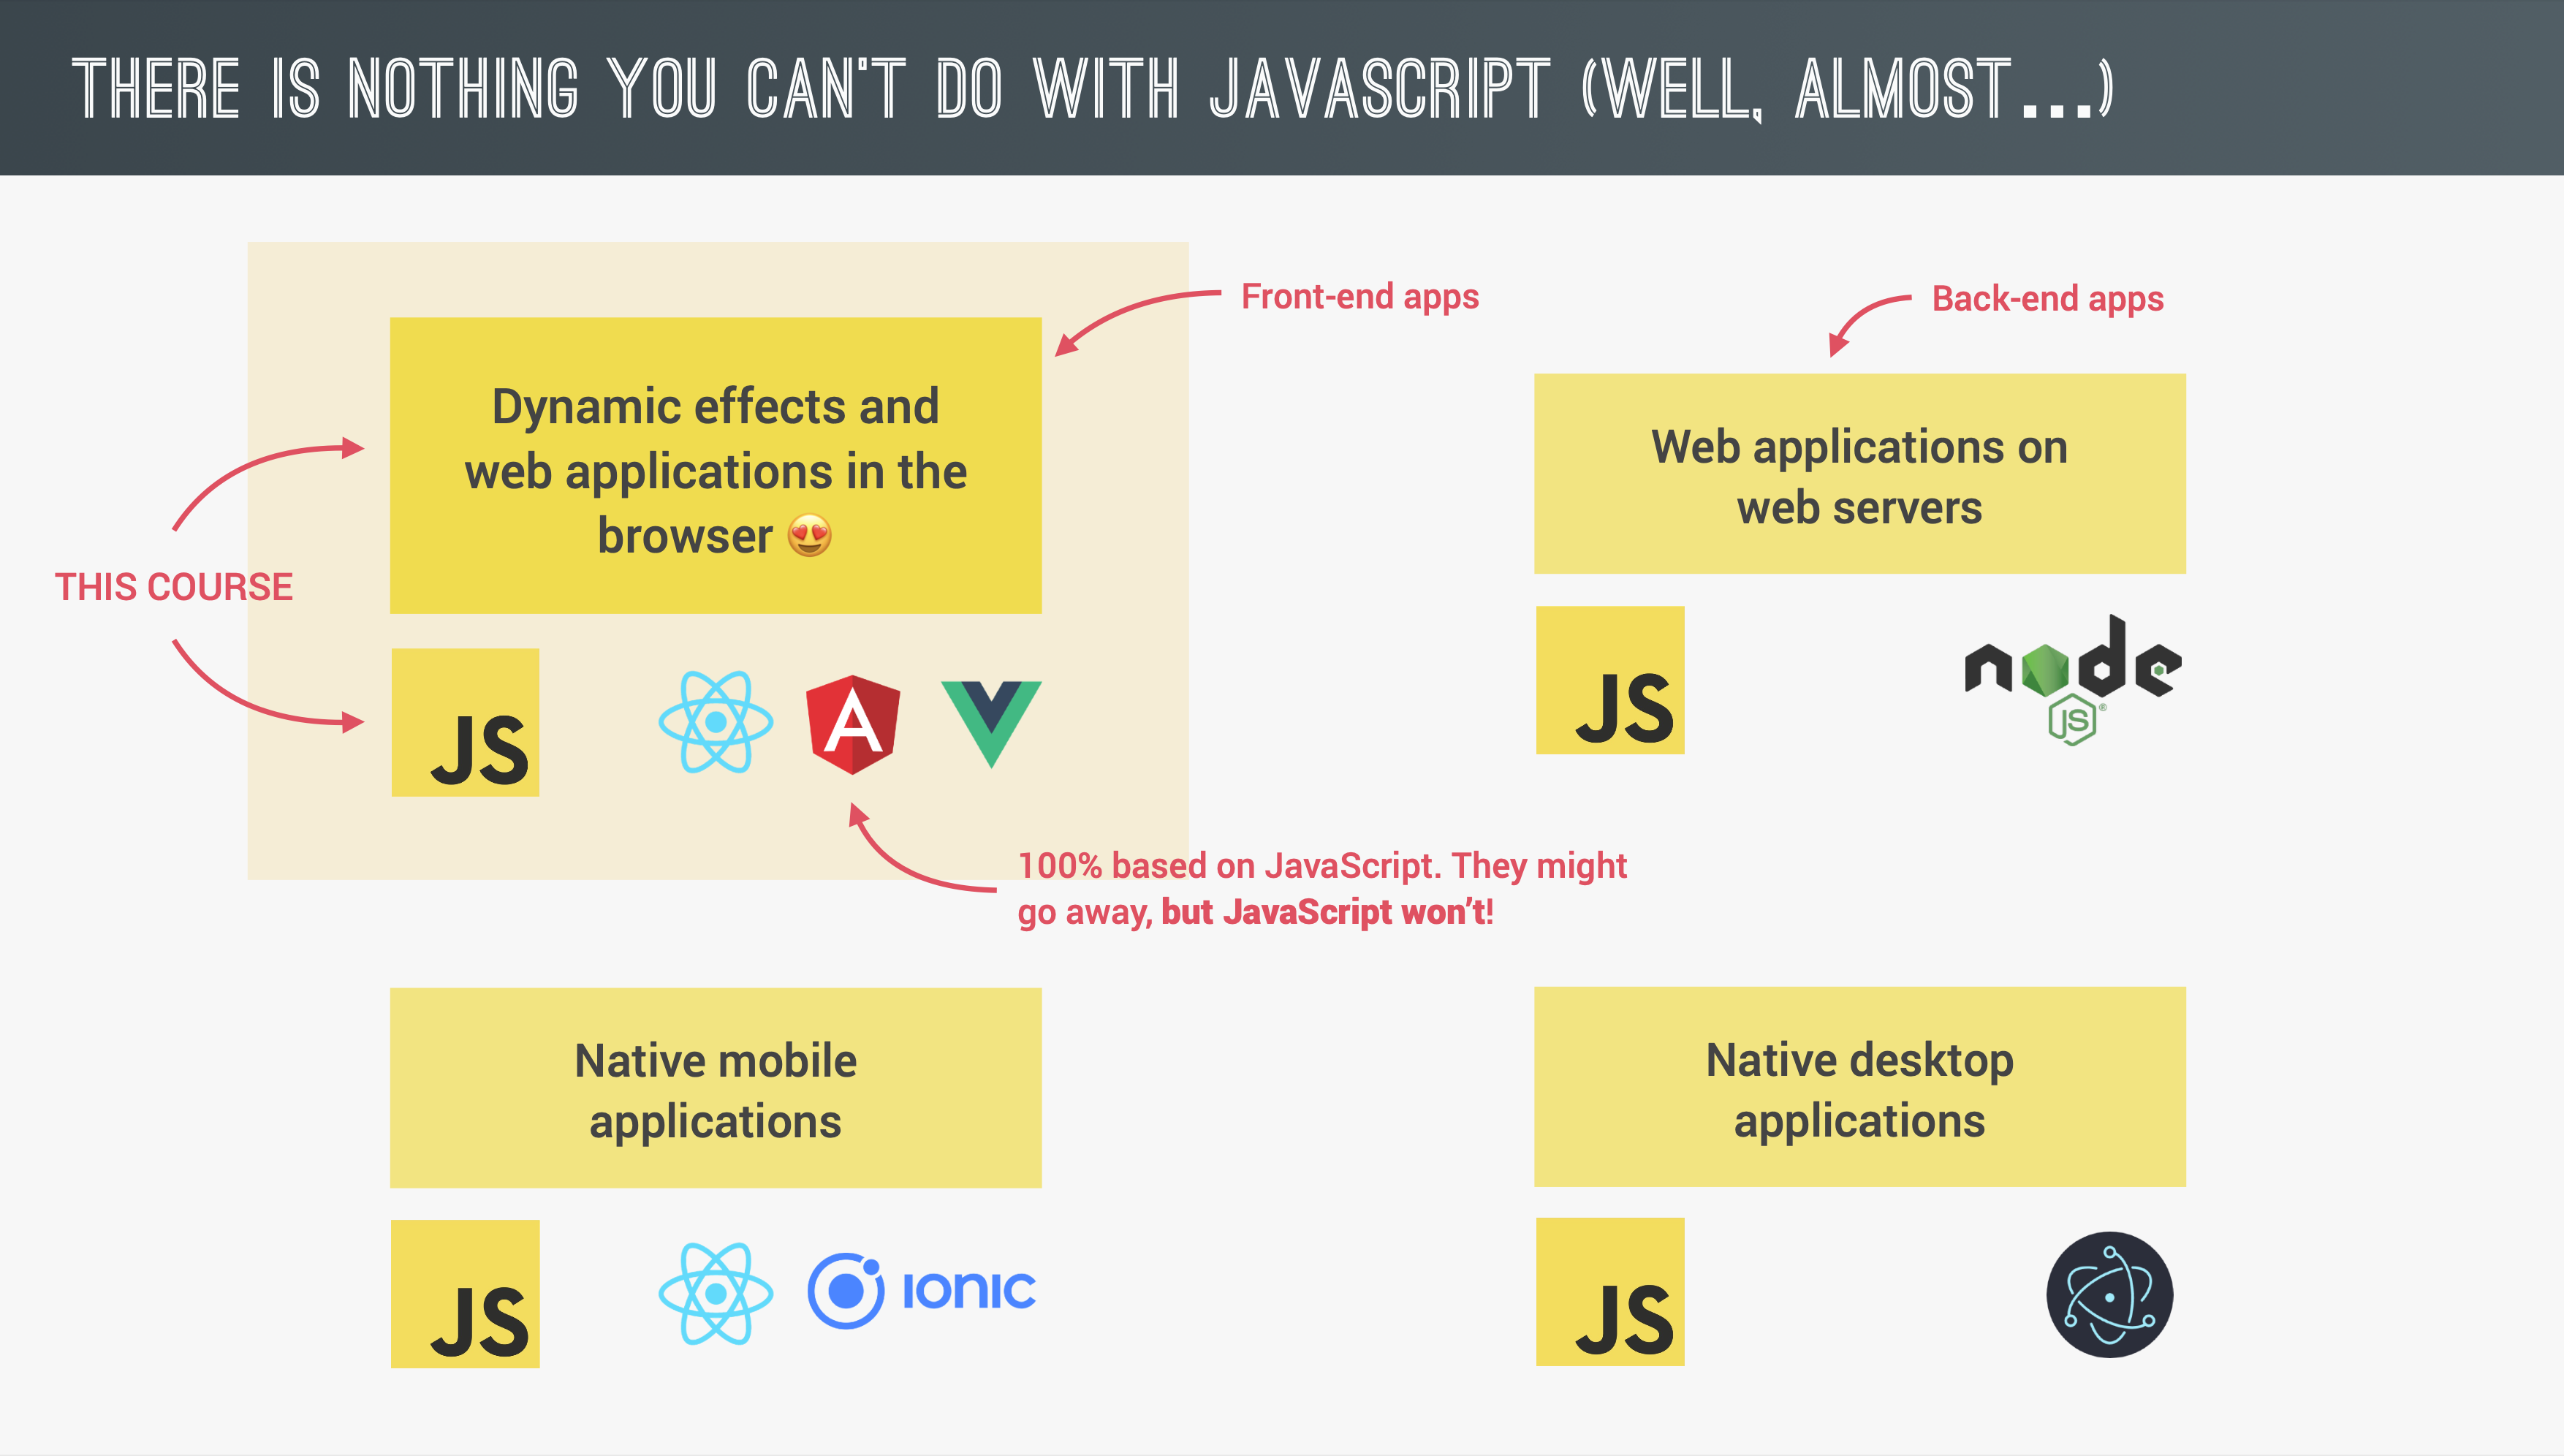 THERE IS NOTHING YOU CAN'T DO WITH JAVASCRIPT (WELL, ALMOST...)
Front-end apps
Back-end apps
Dynamic effects and
web applications in the
browser 😍
Web applications on
web servers
THIS COURSE
JS
JS
node
JS®
100% based on JavaScript. They might
go away, but JavaScript won't!
Native mobile
applications
Native desktop
applications
JS
ionic
JS